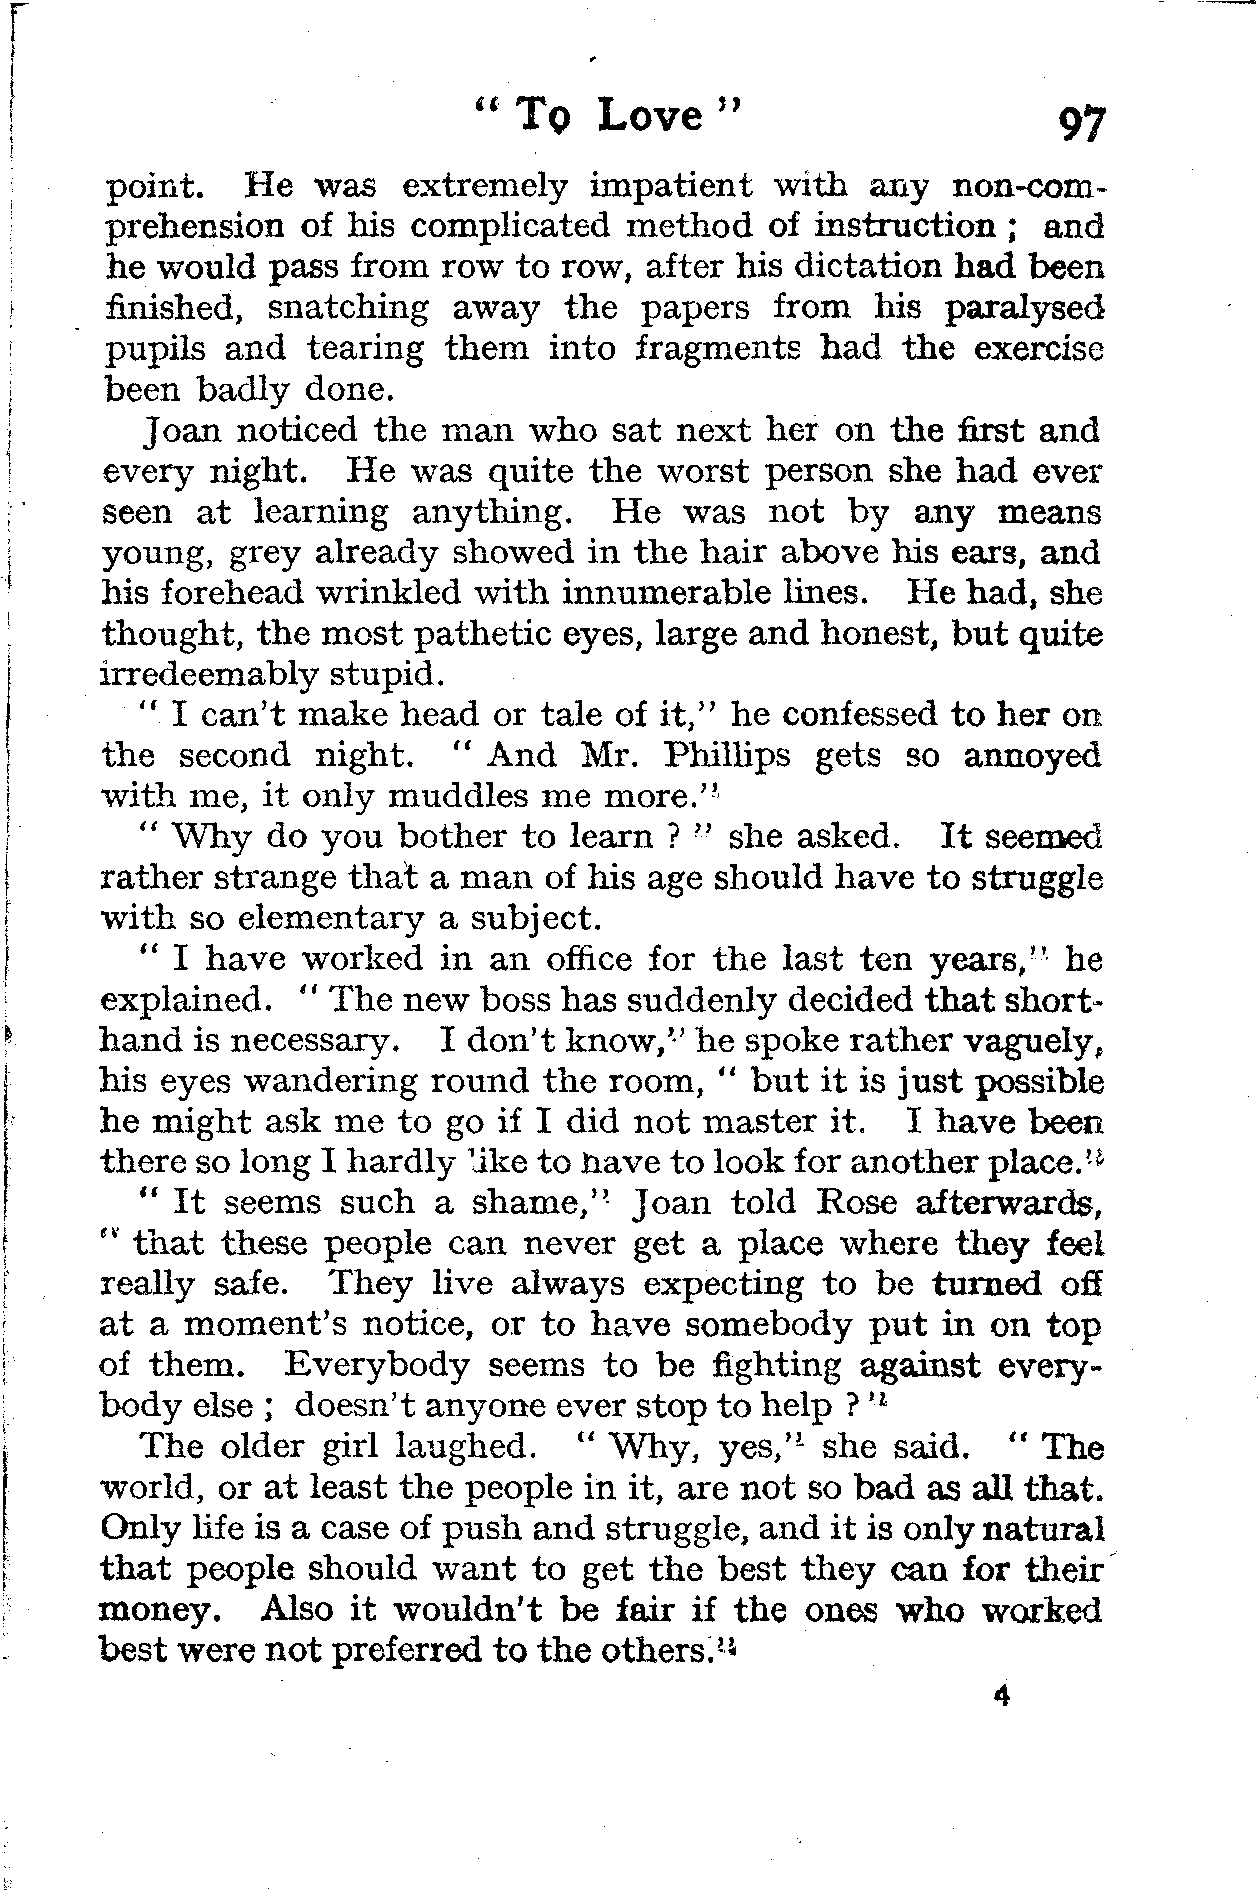 “ To Love ” 97
point. He was extremely impatient with any non-com-
prehension of his complicated method of instruction ; and
he would pass from row to row, after his dictation had been
finished, snatching away the papers from his paralysed
pupils and tearing them into fragments had the exercise
been badly done.
Joan noticed the man who sat next her on the first and
every night. He was quite the worst person she had ever
seen at learning anything. He was not by any means
young, grey already showed in the hair above his ears, and
his forehead wrinkled with innumerable lines. He had, she
thought, the most pathetic eyes, large and honest, but quite
irredeemably stupid.
“ I can't make head or tale of it,” he confessed to her on
the second night. “ And Mr. Phillips gets so annoyed
with me, it only muddles me more.”
“ Why do you bother to learn ? ” she asked. It seemed
rather strange that a man of his age should have to struggle
with so elementary a subject.
“ I have worked in an office for the last ten years,” he
explained. “ The new boss has suddenly decided that short-
hand is necessary. I don't know,” he spoke rather vaguely,
his eyes wandering round the room, “ but it is just possible
he might ask me to go if I did not master it. I have been
there so long I hardly like to have to look for another place.”
“ It seems such a shame,” Joan told Rose afterwards,
“ that these people can never get a place where they feel
really safe. They live always expecting to be turned off
at a moment's notice, or to have somebody put in on top
of them. Everybody seems to be fighting against every-
body else ; doesn't anyone ever stop to help ? ”
The older girl laughed. “ Why, yes,” she said. “ The
world, or at least the people in it, are not so bad as all that.
Only life is a case of push and struggle, and it is only natural
that people should want to get the best they can for their
money. Also it wouldn't be fair if the ones who worked
best were not preferred to the others.”
4